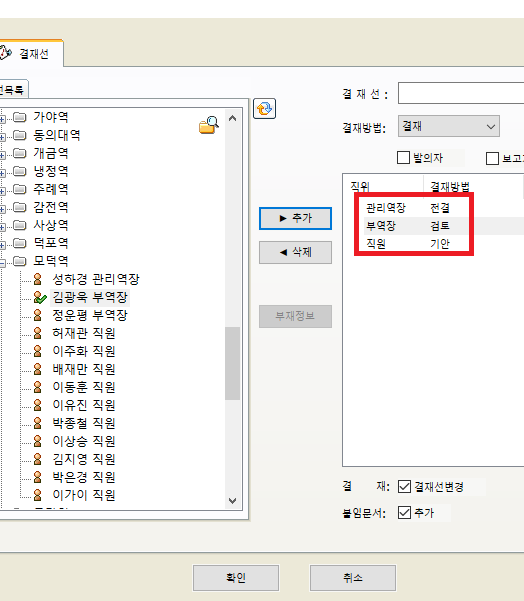 결재선
선목록
가야역
동의대역
개금역
냉정역
주례역
감전역
사상역
덕포역
모덕역
성하경 관리역장
김광욱 부역장
정운평 부역장
허재관 직원
이주화 직원
배재만 직원
이동훈 직원
이유진 직원
박종철 직원
이상승 직원
김지영 직원
박은경 직원
이가이 직원
▶ 추가
◀ 삭제
부재정보
결 재 선 :
결재방법: 결재
발의자 보고
직위 결재방법
관리역장 전결
부역장 검토
직원 기안
결 재: 결재선변경
붙임문서: 추가
확인 취소